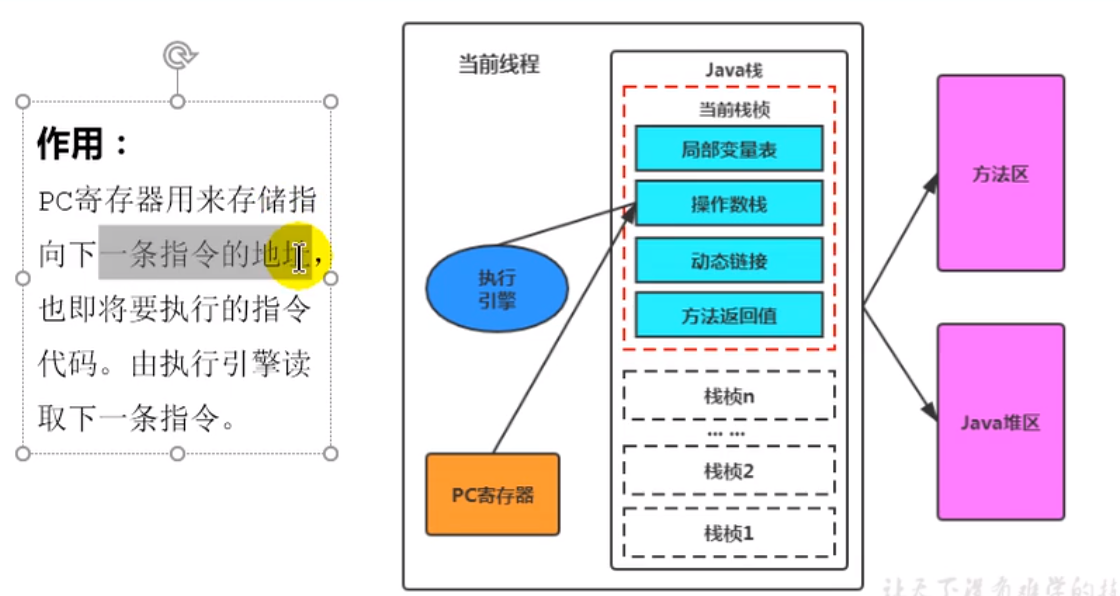 作用：
PC寄存器用来存储指
向下一条指令的地址，
也即将要执行的指令
代码。由执行引擎读
取下一条指令。
当前线程
Java栈
当前栈桢
局部变量表
操作数栈
动态链接
方法返回值
执行
引擎
PC寄存器
栈桢n
... ...
栈桢2
栈桢1
方法区
Java堆区
让天下没有难学的技